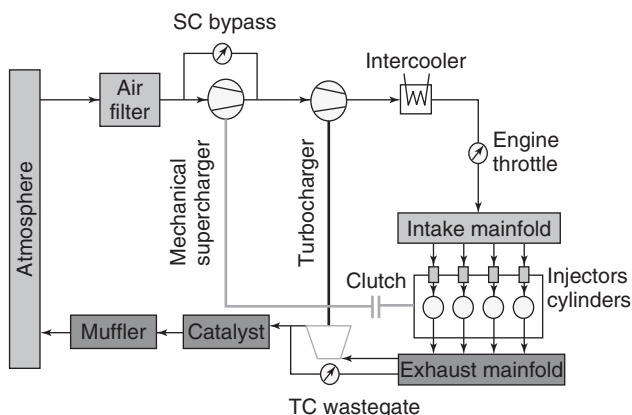 SC bypass
Air
filter
Intercooler
Engine
throttle
Atmosphere
Mechanical
supercharger
Turbocharger
Intake mainfold
Clutch
Injectors
cylinders
Muffler
Catalyst
Exhaust mainfold
TC wastegate